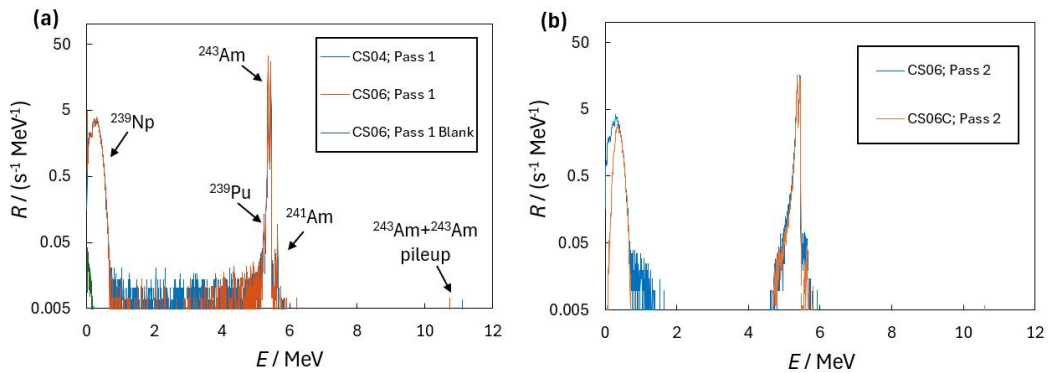 (a)
50
5
0.5
0.05
0.005
R / (s⁻¹ MeV⁻¹)
²³⁹Np
²⁴³Am
²³⁹Pu
²⁴¹Am
²⁴³Am+²⁴³Am
pileup
CS04; Pass 1
CS06; Pass 1
CS06; Pass 1 Blank
0 2 4 6 8 10 12
E / MeV
(b)
50
5
0.5
0.05
0.005
R / (s⁻¹ MeV⁻¹)
CS06; Pass 2
CS06C; Pass 2
0 2 4 6 8 10 12
E / MeV